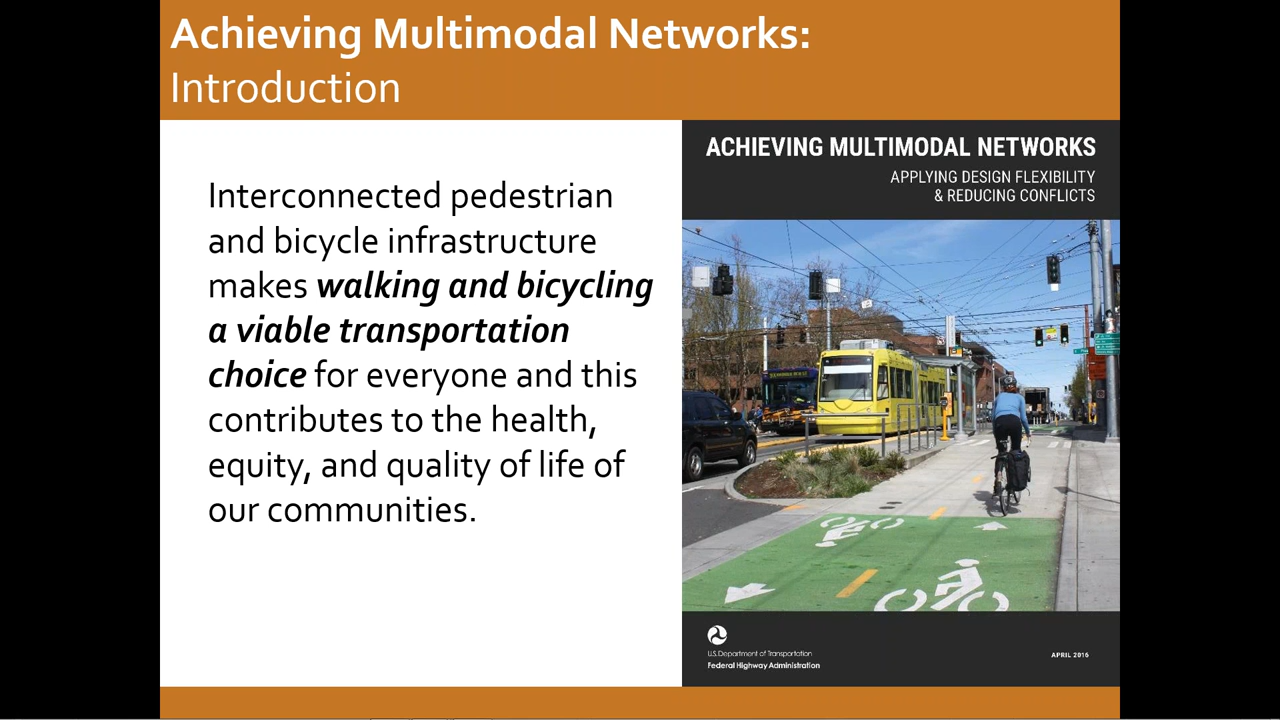 Achieving Multimodal Networks:
Introduction
Interconnected pedestrian
and bicycle infrastructure
makes walking and bicycling
a viable transportation
choice for everyone and this
contributes to the health,
equity, and quality of life of
our communities.
ACHIEVING MULTIMODAL NETWORKS
APPLYING DESIGN FLEXIBILITY
& REDUCING CONFLICTS
U.S. Department of Transportation
Federal Highway Administration
APRIL 2016